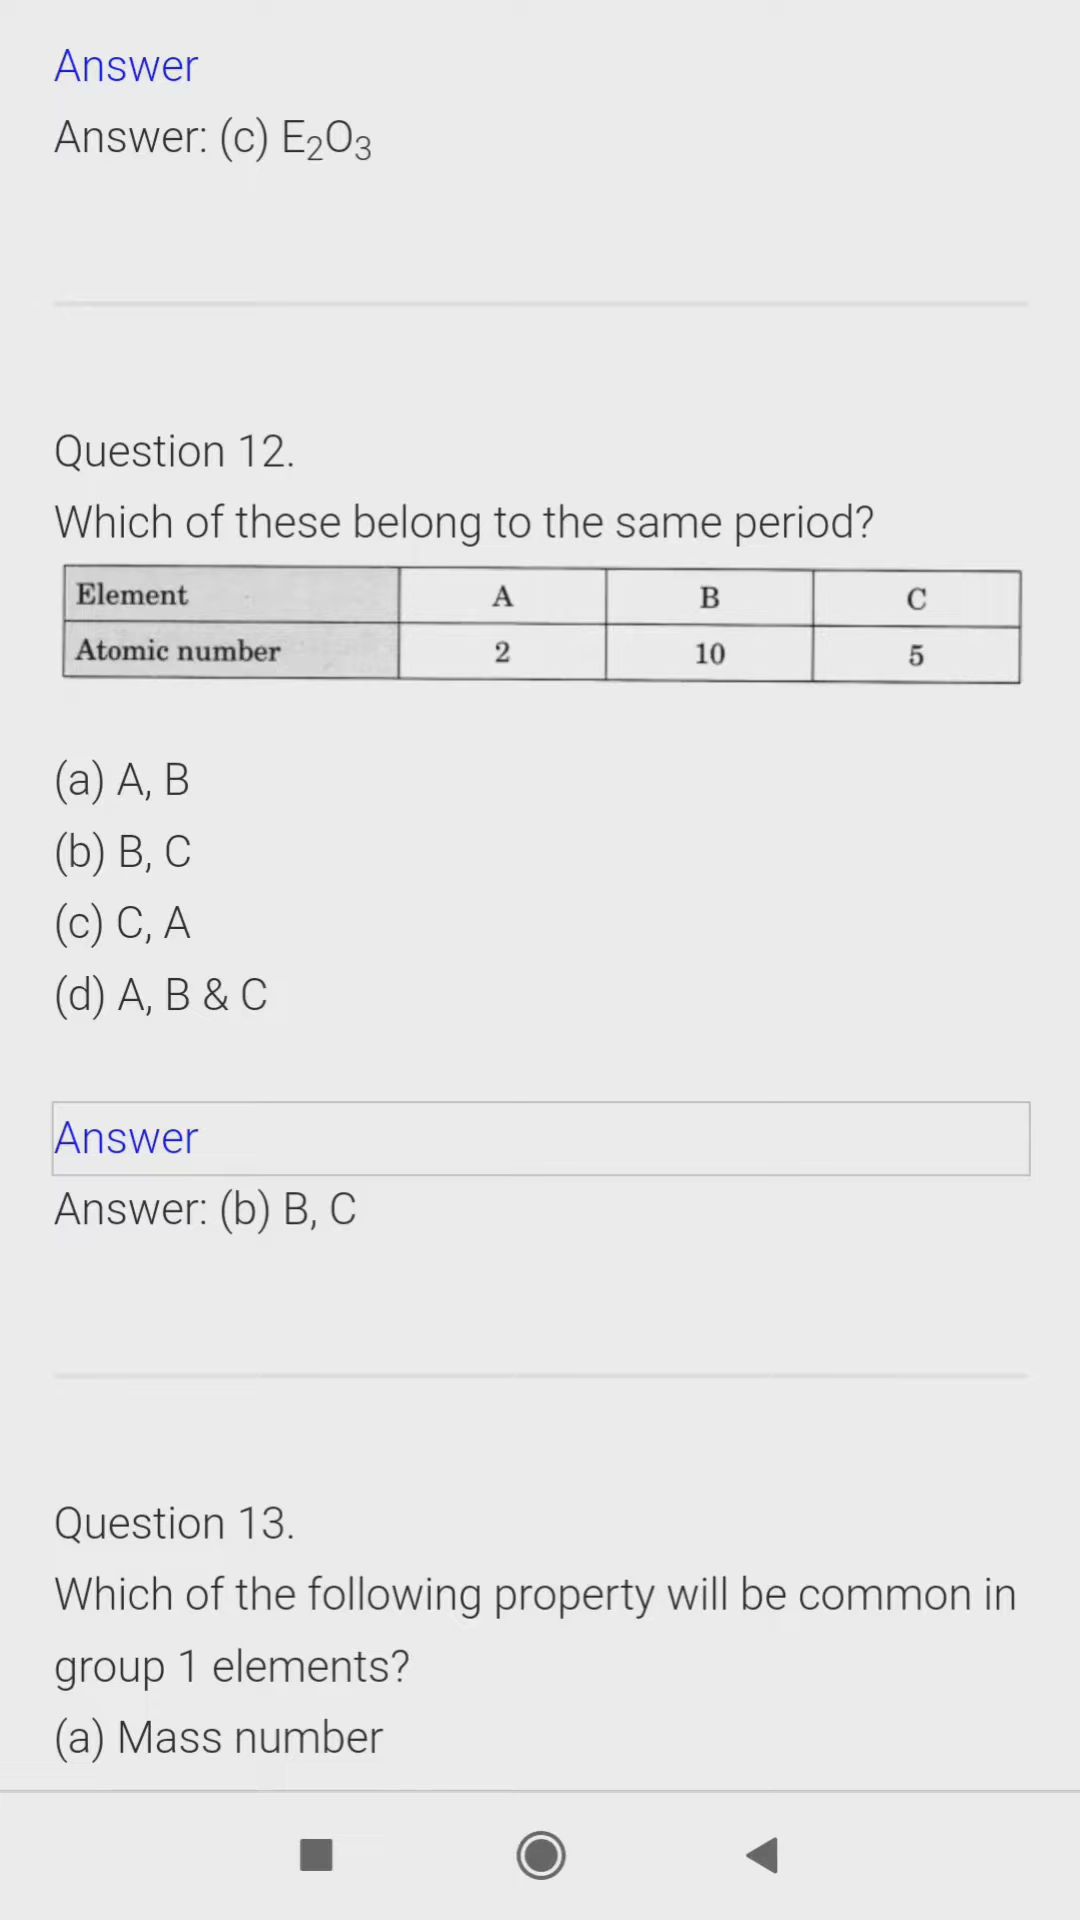 Answer
Answer: (c) E₂O₃
Question 12.
Which of these belong to the same period?
Element A B C
Atomic number 2 10 5
(a) A, B
(b) B, C
(c) C, A
(d) A, B & C
Answer
Answer: (b) B, C
Question 13.
Which of the following property will be common in
group 1 elements?
(a) Mass number